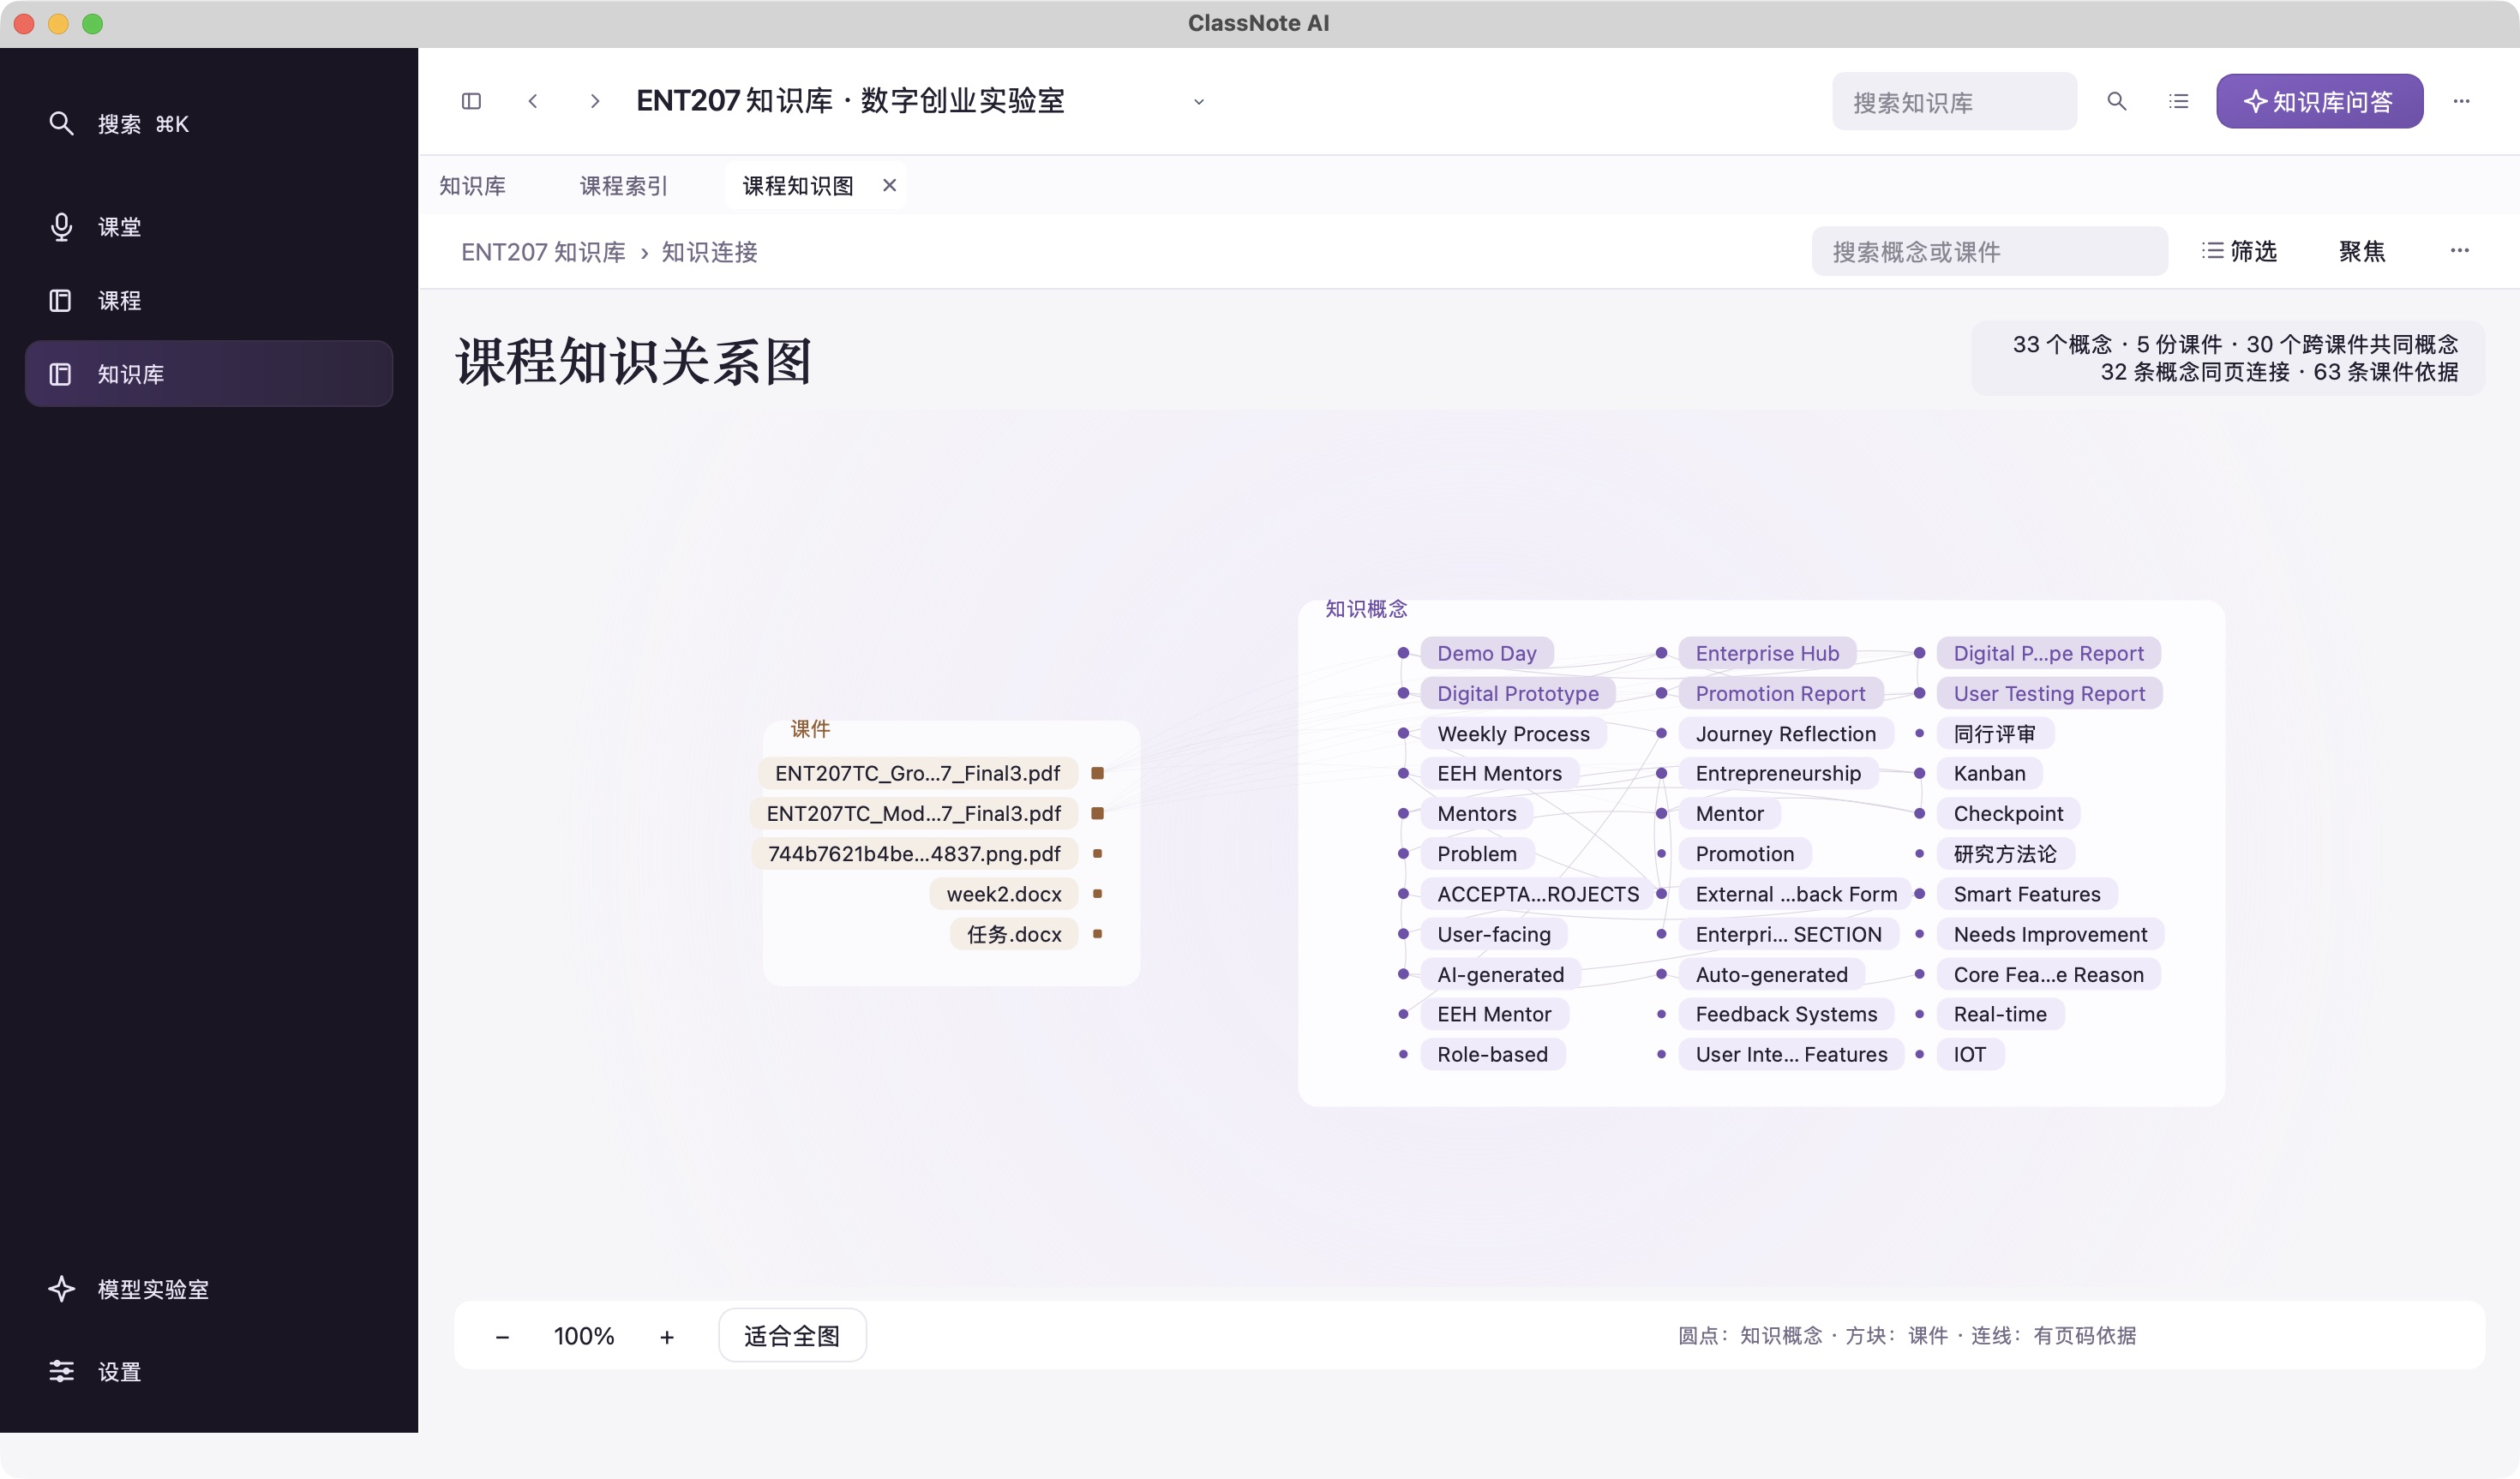 ClassNote AI
搜索 ⌘K
课堂
课程
知识库
模型实验室
设置
ENT207 知识库 · 数字创业实验室
搜索知识库
知识库问答
知识库
课程索引
课程知识图
ENT207 知识库 › 知识连接
搜索概念或课件
筛选
聚焦
课程知识关系图
33 个概念 · 5 份课件 · 30 个跨课件共同概念
32 条概念同页连接 · 63 条课件依据
课件
ENT207TC_Gro...7_Final3.pdf
ENT207TC_Mod...7_Final3.pdf
744b7621b4be...4837.png.pdf
week2.docx
任务.docx
知识概念
Demo Day
Enterprise Hub
Digital P...pe Report
Digital Prototype
Promotion Report
User Testing Report
Weekly Process
Journey Reflection
同行评审
EEH Mentors
Entrepreneurship
Kanban
Mentors
Mentor
Checkpoint
Problem
Promotion
研究方法论
ACCEPTA...ROJECTS
External ...back Form
Smart Features
User-facing
Enterpri... SECTION
Needs Improvement
AI-generated
Auto-generated
Core Fea...e Reason
EEH Mentor
Feedback Systems
Real-time
Role-based
User Inte... Features
IOT
− 100% +
适合全图
圆点：知识概念 · 方块：课件 · 连线：有页码依据